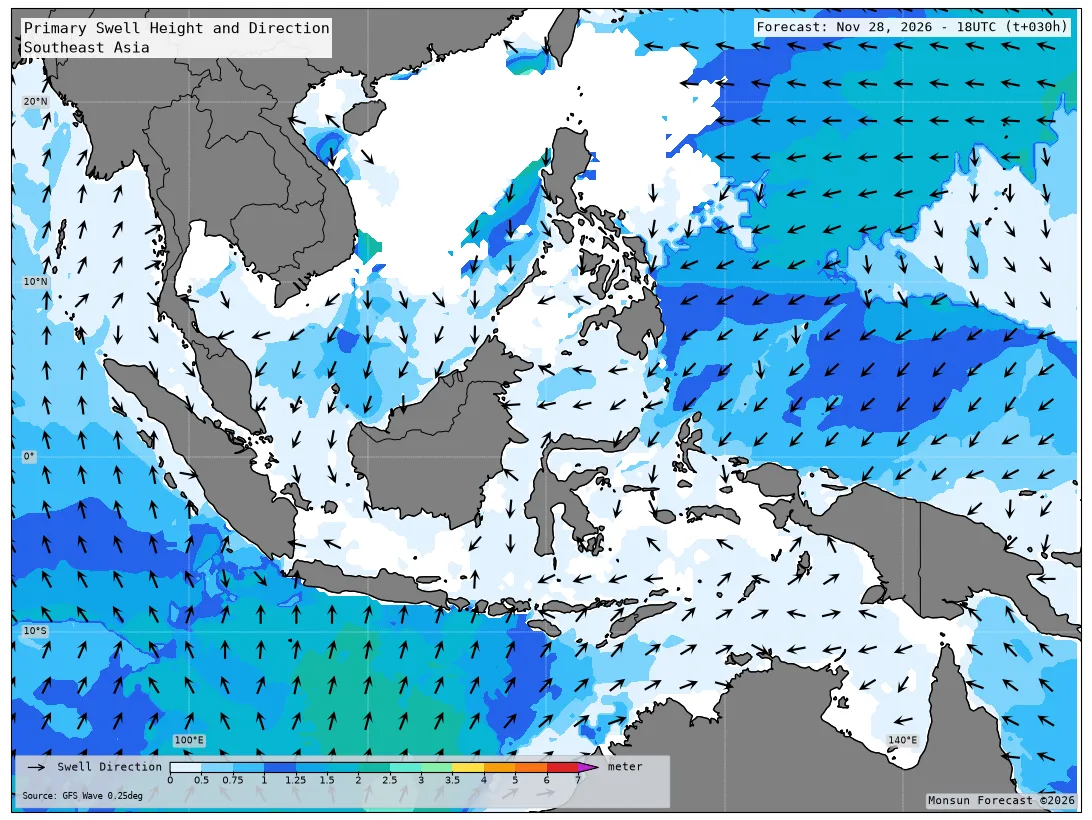 Primary Swell Height and Direction
Southeast Asia
Forecast: Nov 28, 2026 - 18UTC (t+030h)
20°N
10°N
0°
10°S
100°E
140°E
Swell Direction
meter
0 0.5 0.75 1 1.25 1.5 2 2.5 3 3.5 4 5 6 7
Source: GFS Wave 0.25deg
Monsun Forecast ©2026